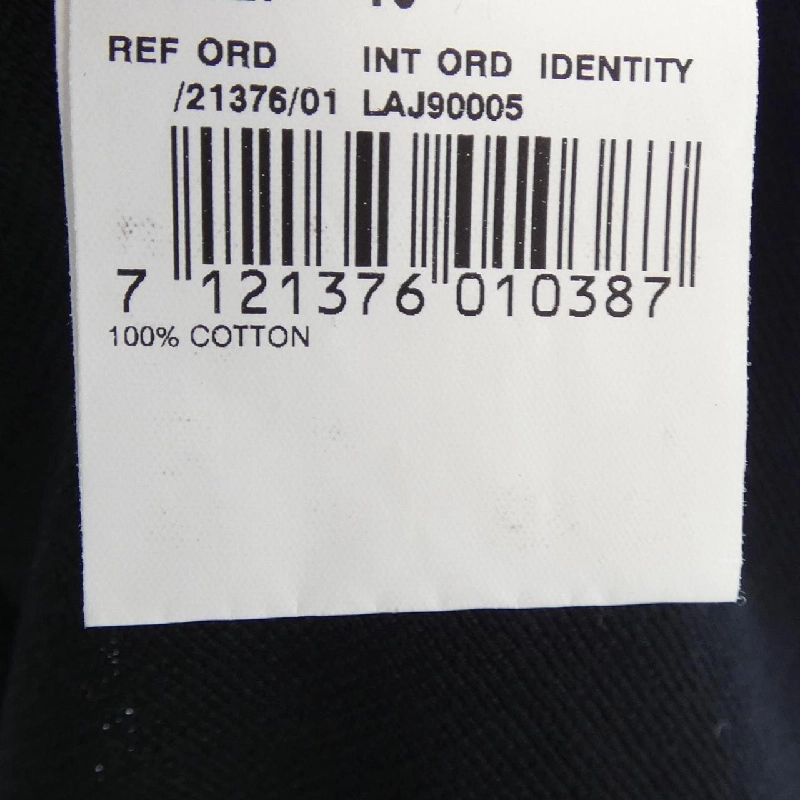 REF ORD INT ORD IDENTITY
/21376/01 LAJ90005
7 121376 010387
100% COTTON